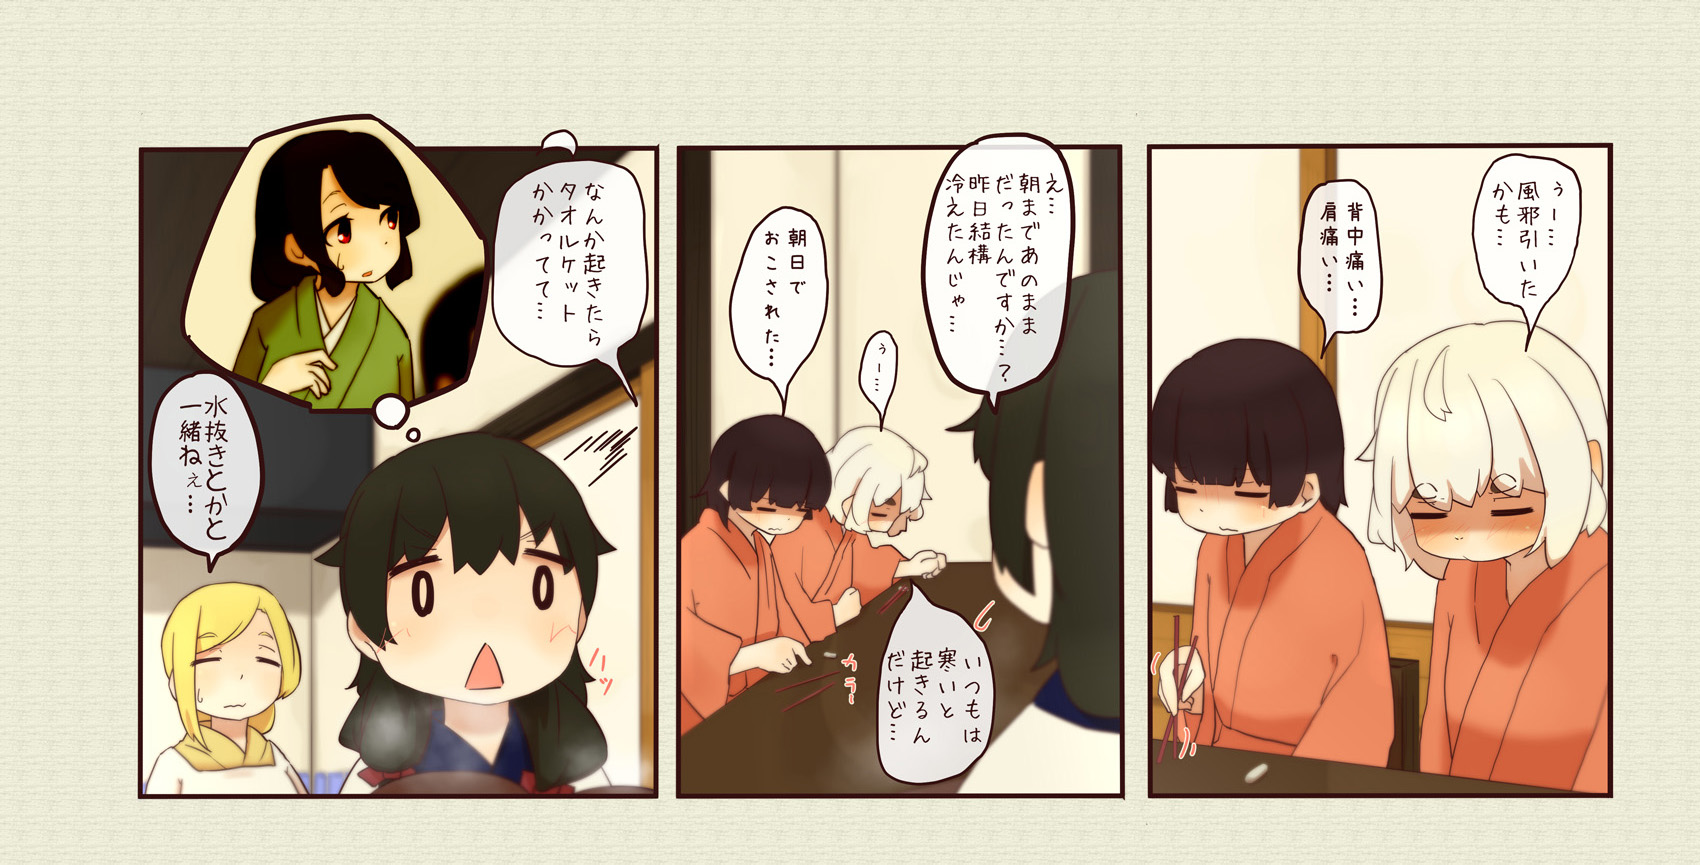 うー…
風邪引いた
かも…
背中痛い…
肩痛い…
え…
朝まであのまま
だったんですか…?
昨日結構
冷えたんじゃ…
うー…
朝日で
おこされた…
いつもは
寒いと
起きるん
だけど…
カラー
なんか起きたら
タオルケット
かかってて…
ハッ
水抜きとかと
一緒ねぇ…